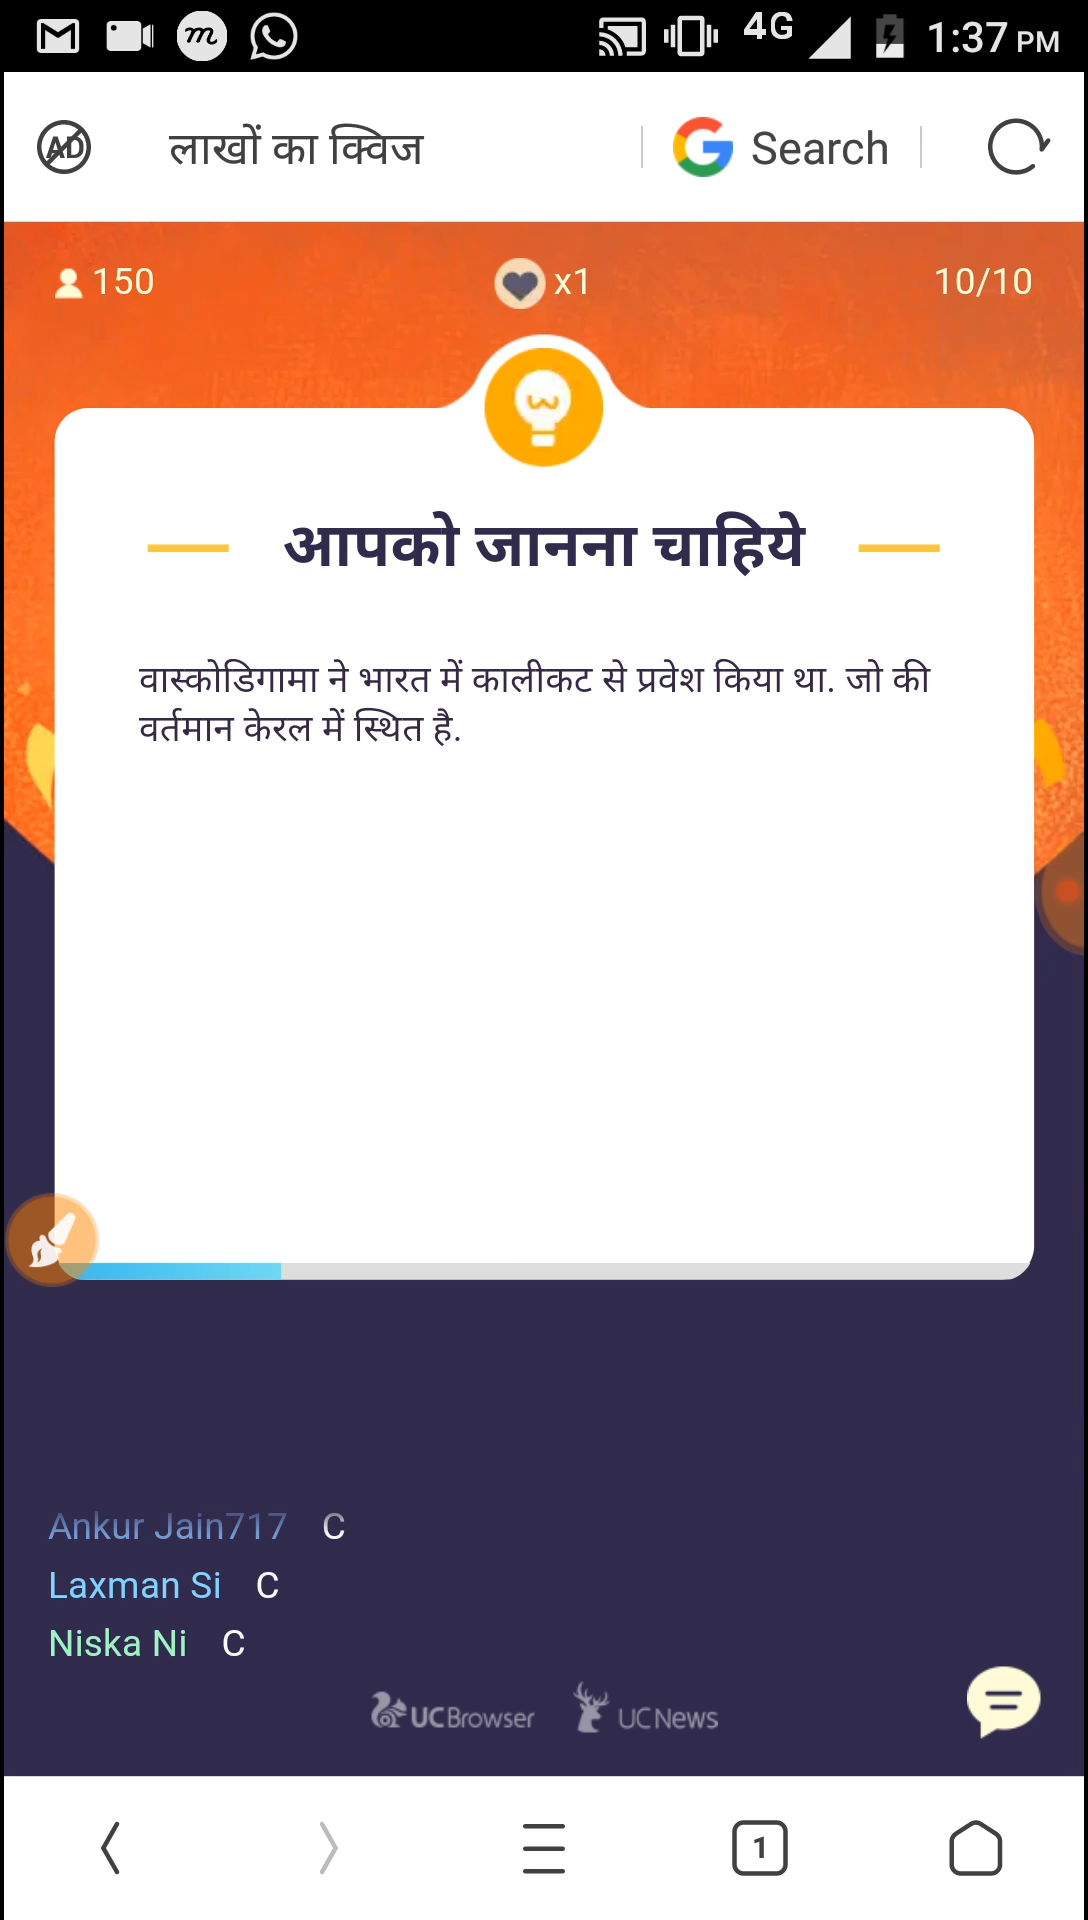 4G 1:37 PM
AD लाखों का क्विज Search
150 x1 10/10
आपको जानना चाहिये
वास्कोडिगामा ने भारत में कालीकट से प्रवेश किया था. जो की
वर्तमान केरल में स्थित है.
Ankur Jain717 C
Laxman Si C
Niska Ni C
UCBrowser UCNews
1